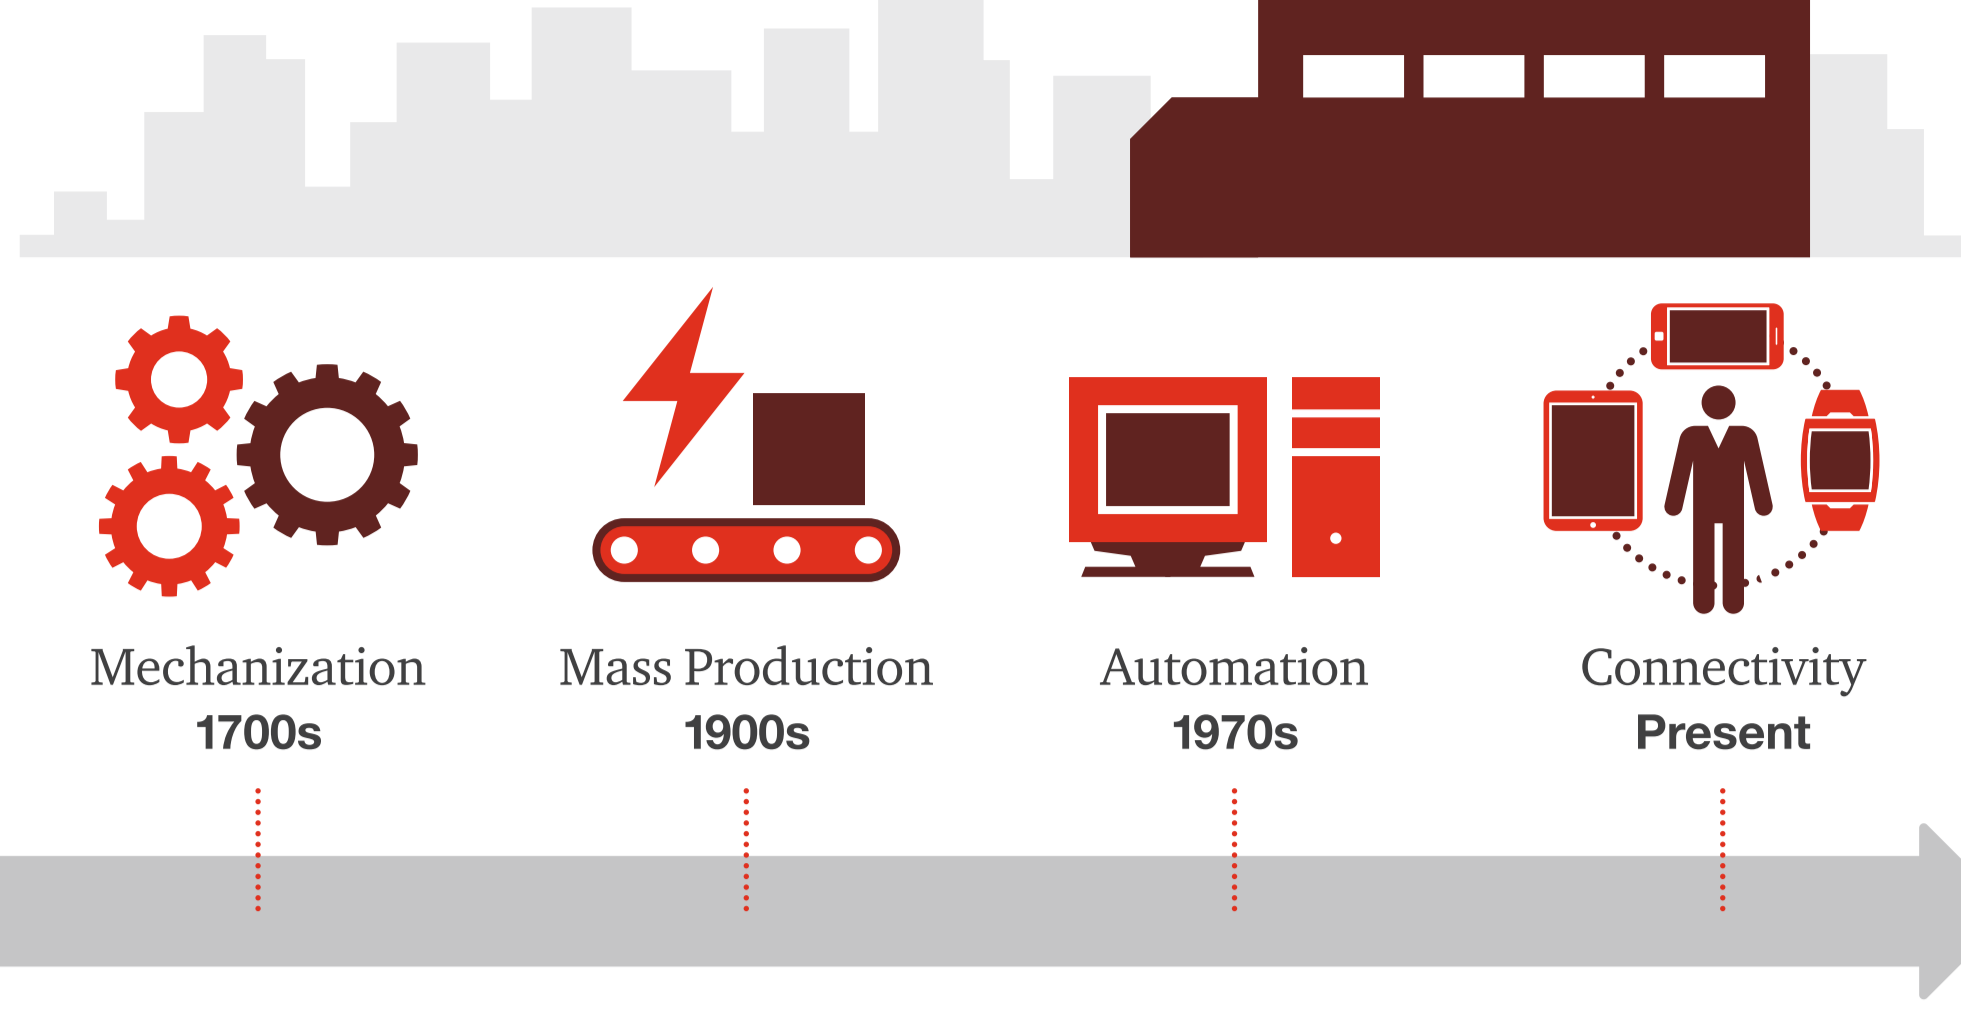 Mechanization
1700s
Mass Production
1900s
Automation
1970s
Connectivity
Present